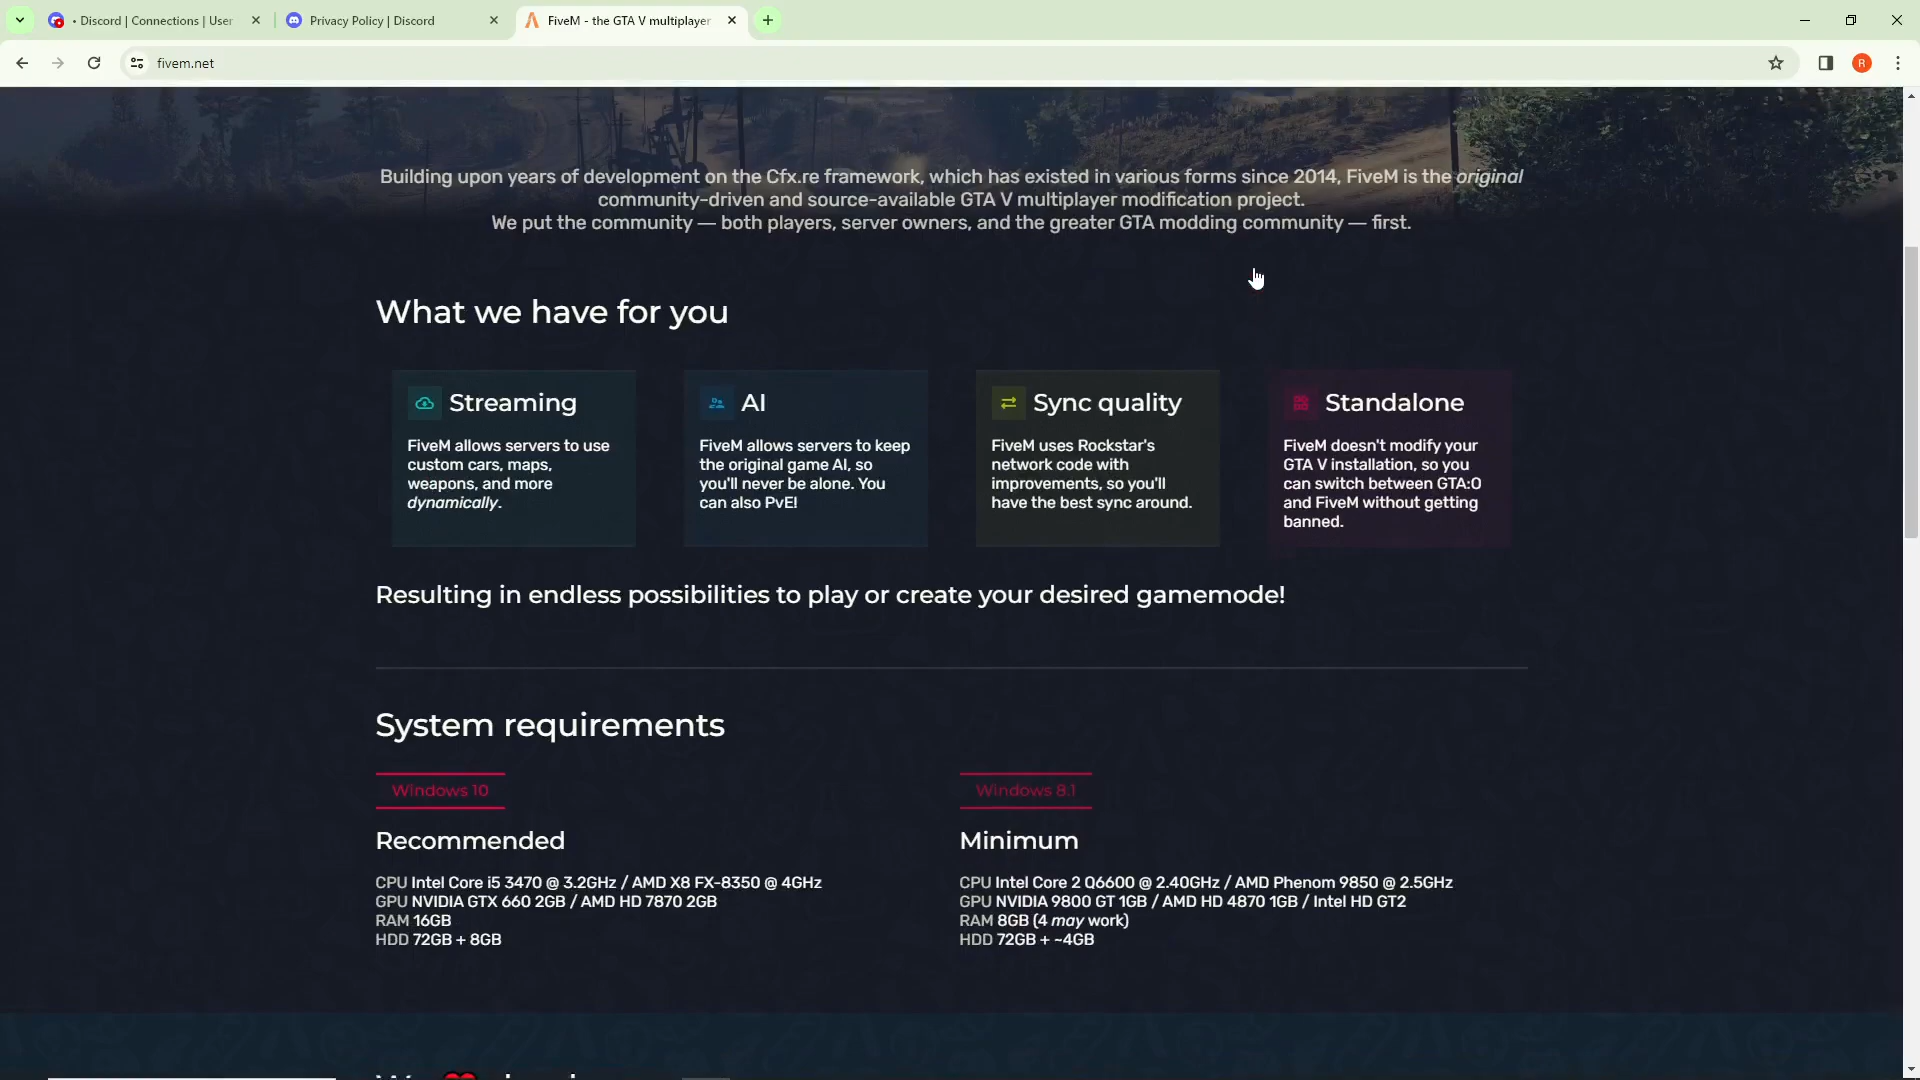 • Discord | Connections | User
Privacy Policy | Discord
FiveM - the GTA V multiplayer
fivem.net
R
Building upon years of development on the Cfx.re framework, which has existed in various forms since 2014, FiveM is the original
community-driven and source-available GTA V multiplayer modification project.
We put the community — both players, server owners, and the greater GTA modding community — first.
What we have for you
Streaming
FiveM allows servers to use
custom cars, maps,
weapons, and more
dynamically.
AI
FiveM allows servers to keep
the original game AI, so
you'll never be alone. You
can also PvE!
Sync quality
FiveM uses Rockstar's
network code with
improvements, so you'll
have the best sync around.
Standalone
FiveM doesn't modify your
GTA V installation, so you
can switch between GTA:O
and FiveM without getting
banned.
Resulting in endless possibilities to play or create your desired gamemode!
System requirements
Windows 10
Recommended
CPU Intel Core i5 3470 @ 3.2GHz / AMD X8 FX-8350 @ 4GHz
GPU NVIDIA GTX 660 2GB / AMD HD 7870 2GB
RAM 16GB
HDD 72GB + 8GB
Windows 8.1
Minimum
CPU Intel Core 2 Q6600 @ 2.40GHz / AMD Phenom 9850 @ 2.5GHz
GPU NVIDIA 9800 GT 1GB / AMD HD 4870 1GB / Intel HD GT2
RAM 8GB (4 may work)
HDD 72GB + ~4GB